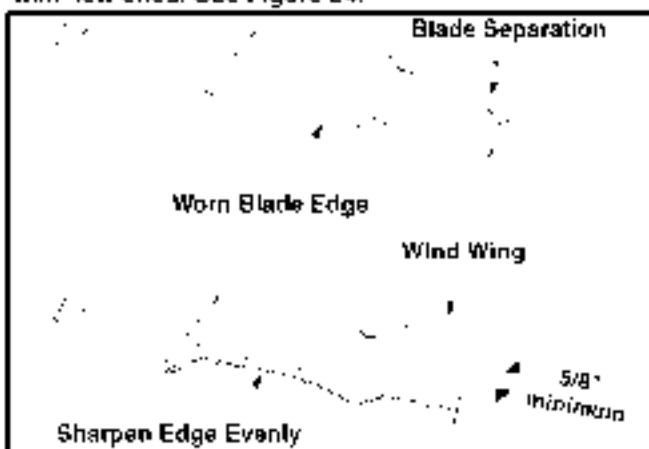 Blade Separation
Worn Blade Edge
Wind Wing
5/8"
minimum
Sharpen Edge Evenly